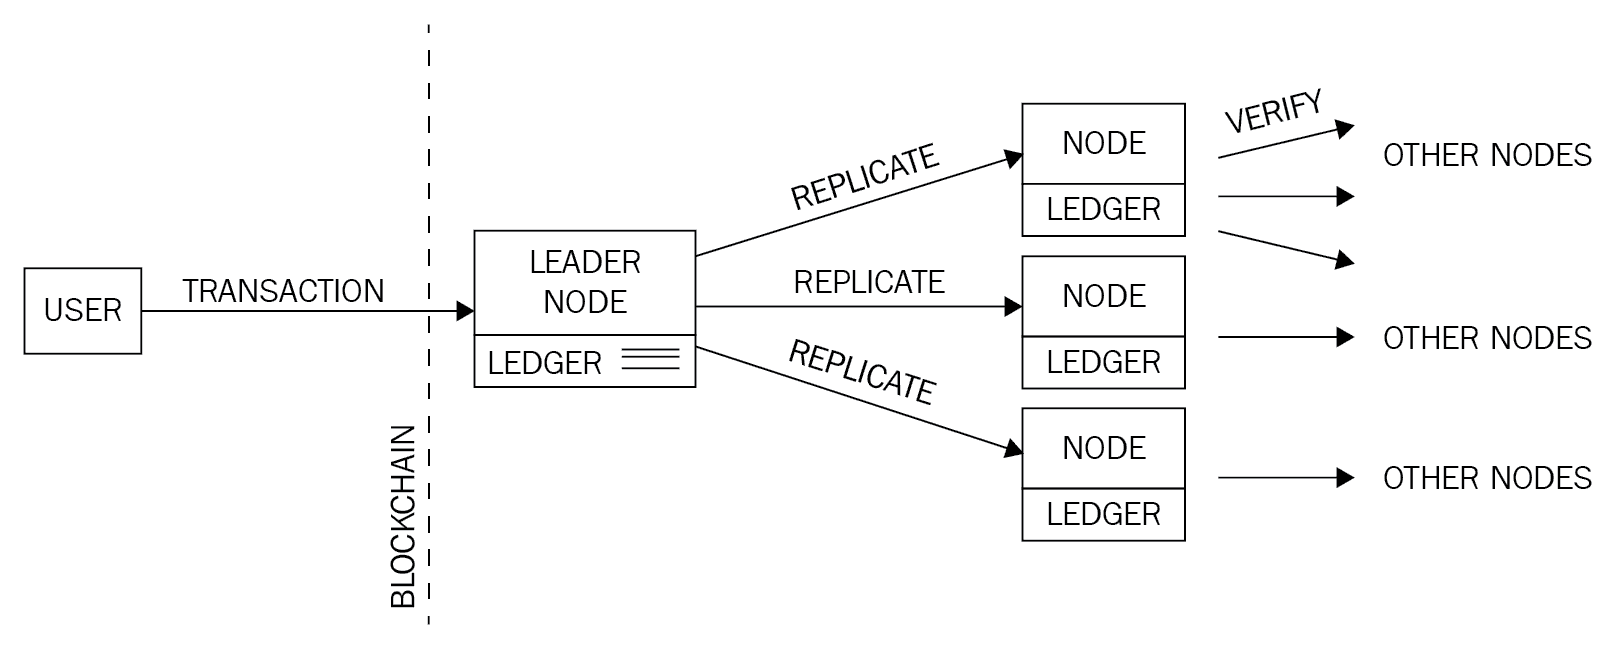 USER
TRANSACTION
BLOCKCHAIN
LEADER
NODE
LEDGER
REPLICATE
REPLICATE
REPLICATE
NODE
LEDGER
NODE
LEDGER
NODE
LEDGER
VERIFY
OTHER NODES
OTHER NODES
OTHER NODES